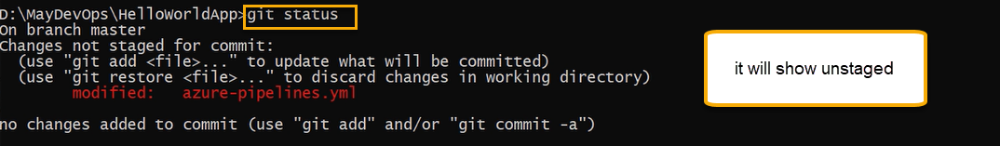 D:\MayDevOps\HelloWorldApp>git status
On branch master
Changes not staged for commit:
  (use "git add <file>..." to update what will be committed)
  (use "git restore <file>..." to discard changes in working directory)
        modified:   azure-pipelines.yml
it will show unstaged
no changes added to commit (use "git add" and/or "git commit -a")